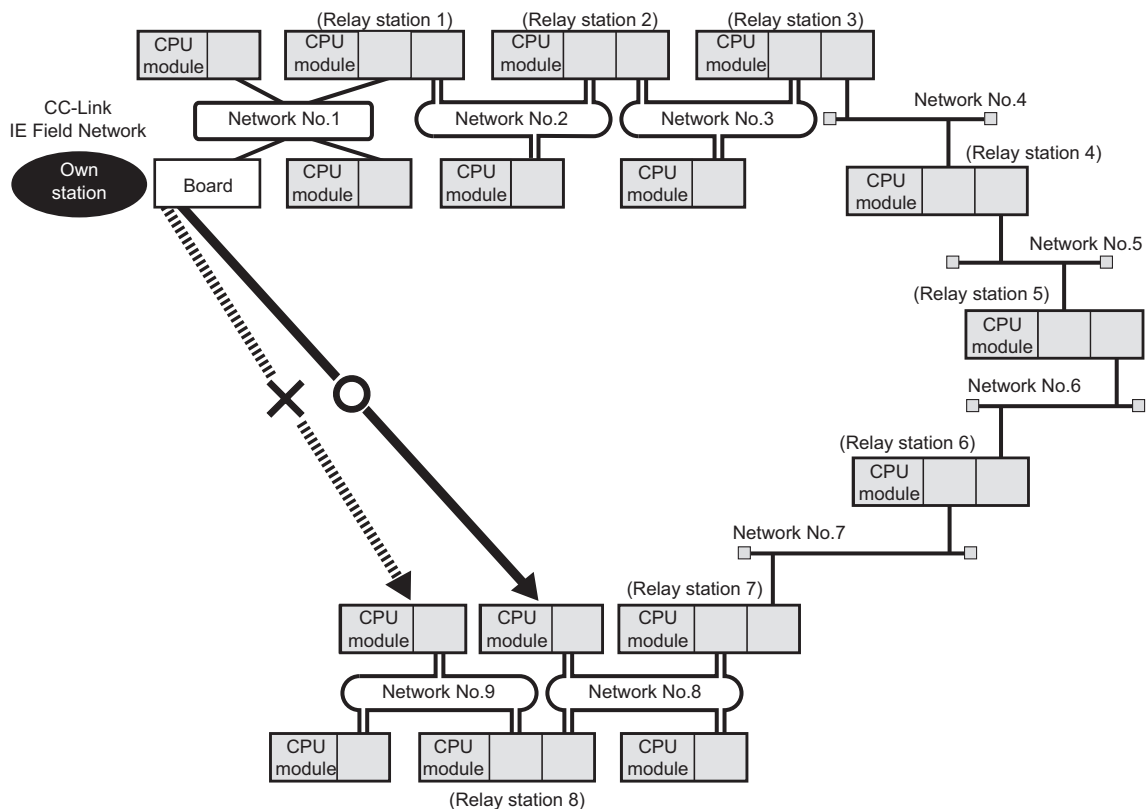 (Relay station 1)
(Relay station 2)
(Relay station 3)
CPU
module
CPU
module
CPU
module
CPU
module
CC-Link
IE Field Network
Network No.1
Network No.2
Network No.3
Network No.4
Own
station
Board
CPU
module
CPU
module
CPU
module
(Relay station 4)
CPU
module
Network No.5
(Relay station 5)
CPU
module
Network No.6
(Relay station 6)
CPU
module
Network No.7
(Relay station 7)
CPU
module
CPU
module
CPU
module
Network No.9
Network No.8
CPU
module
CPU
module
CPU
module
(Relay station 8)